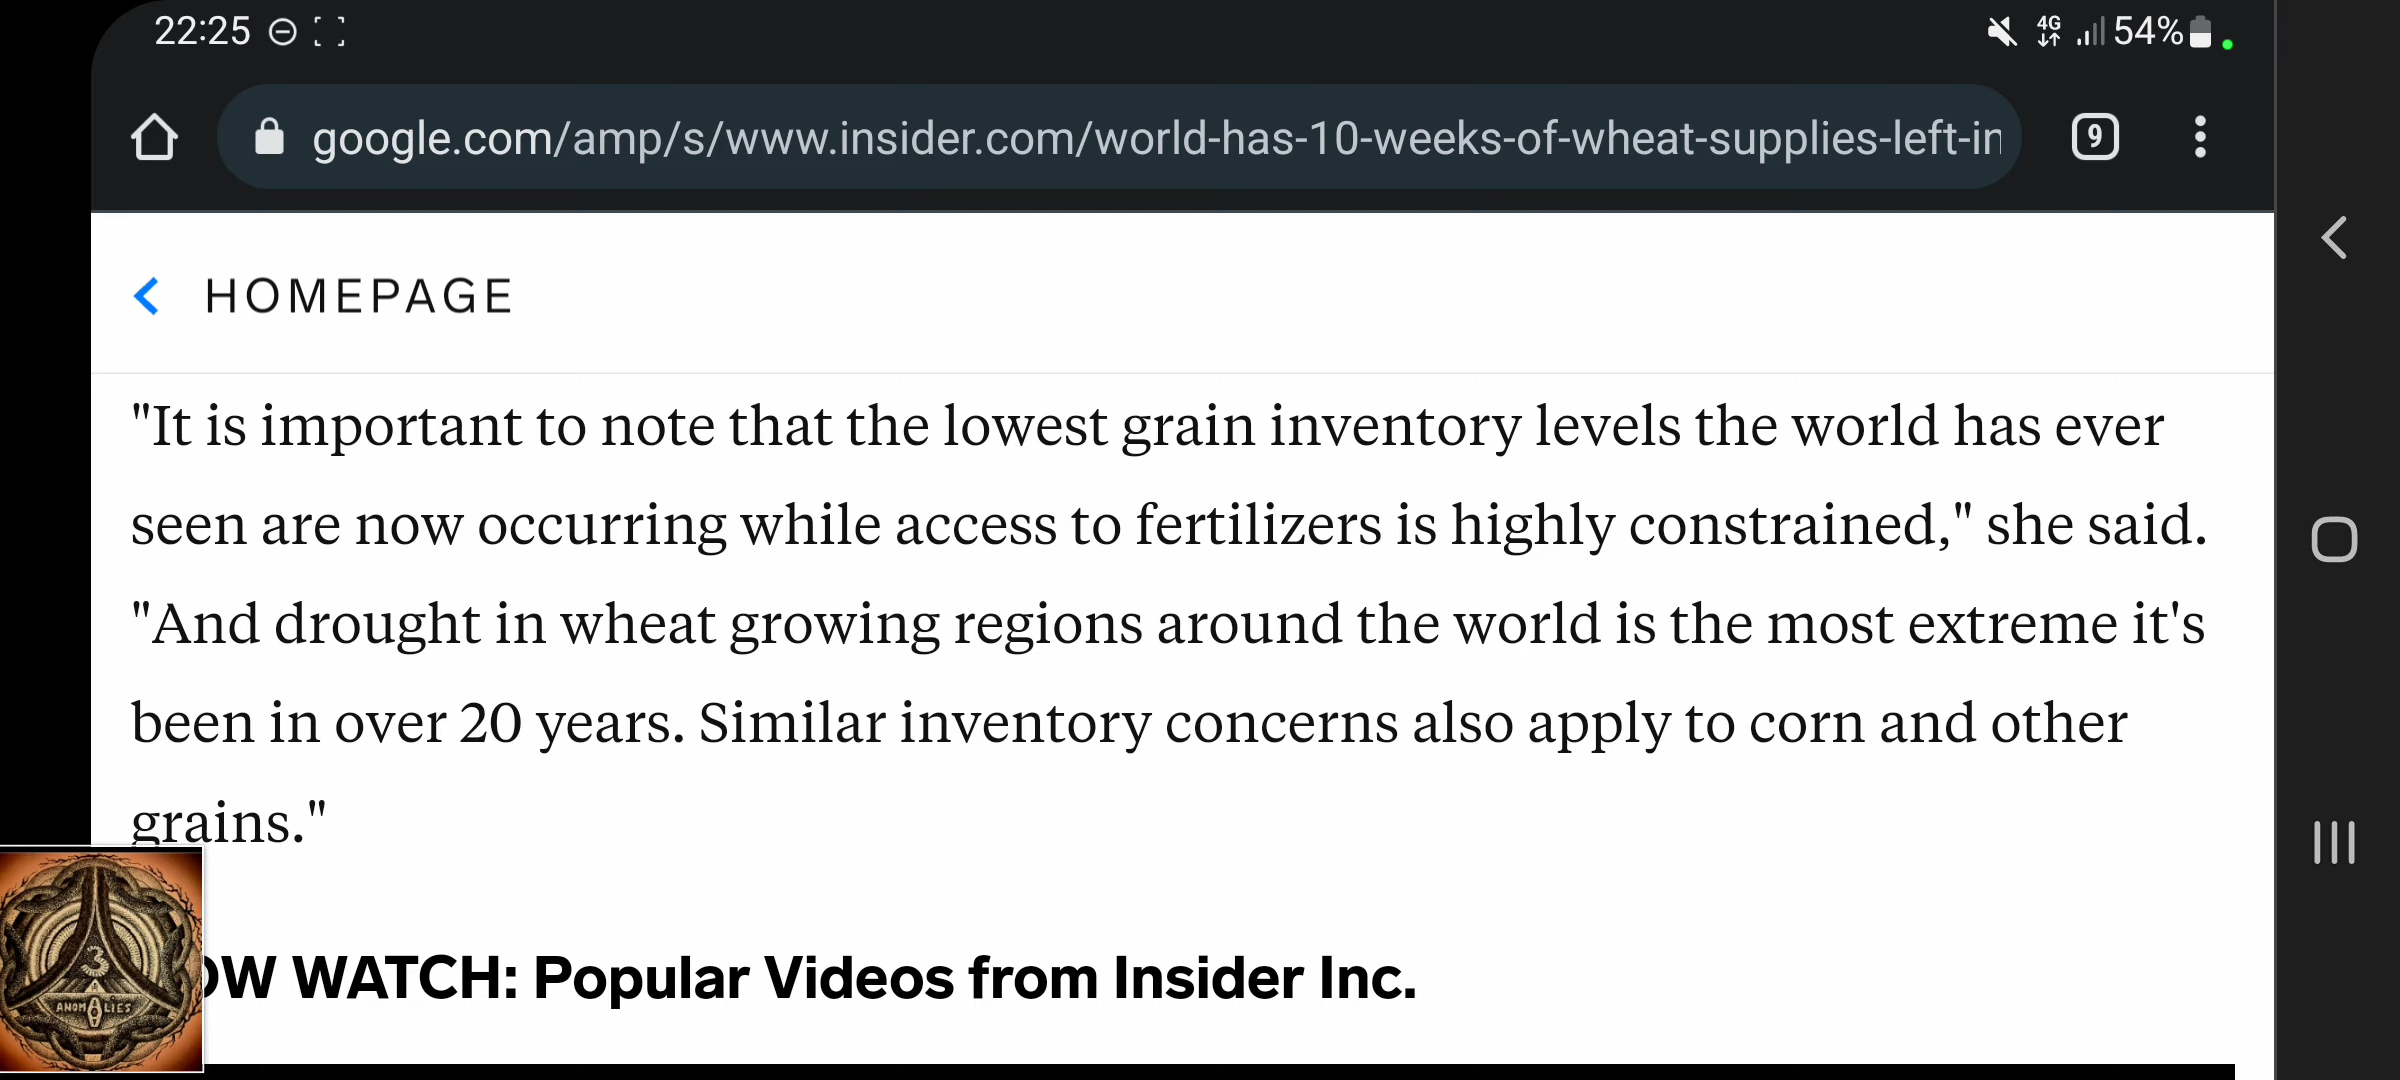 22:25
4G
54%
google.com/amp/s/www.insider.com/world-has-10-weeks-of-wheat-supplies-left-in
9
HOMEPAGE
"It is important to note that the lowest grain inventory levels the world has ever
seen are now occurring while access to fertilizers is highly constrained," she said.
"And drought in wheat growing regions around the world is the most extreme it's
been in over 20 years. Similar inventory concerns also apply to corn and other
grains."
OW WATCH: Popular Videos from Insider Inc.
3
ANOMALIES